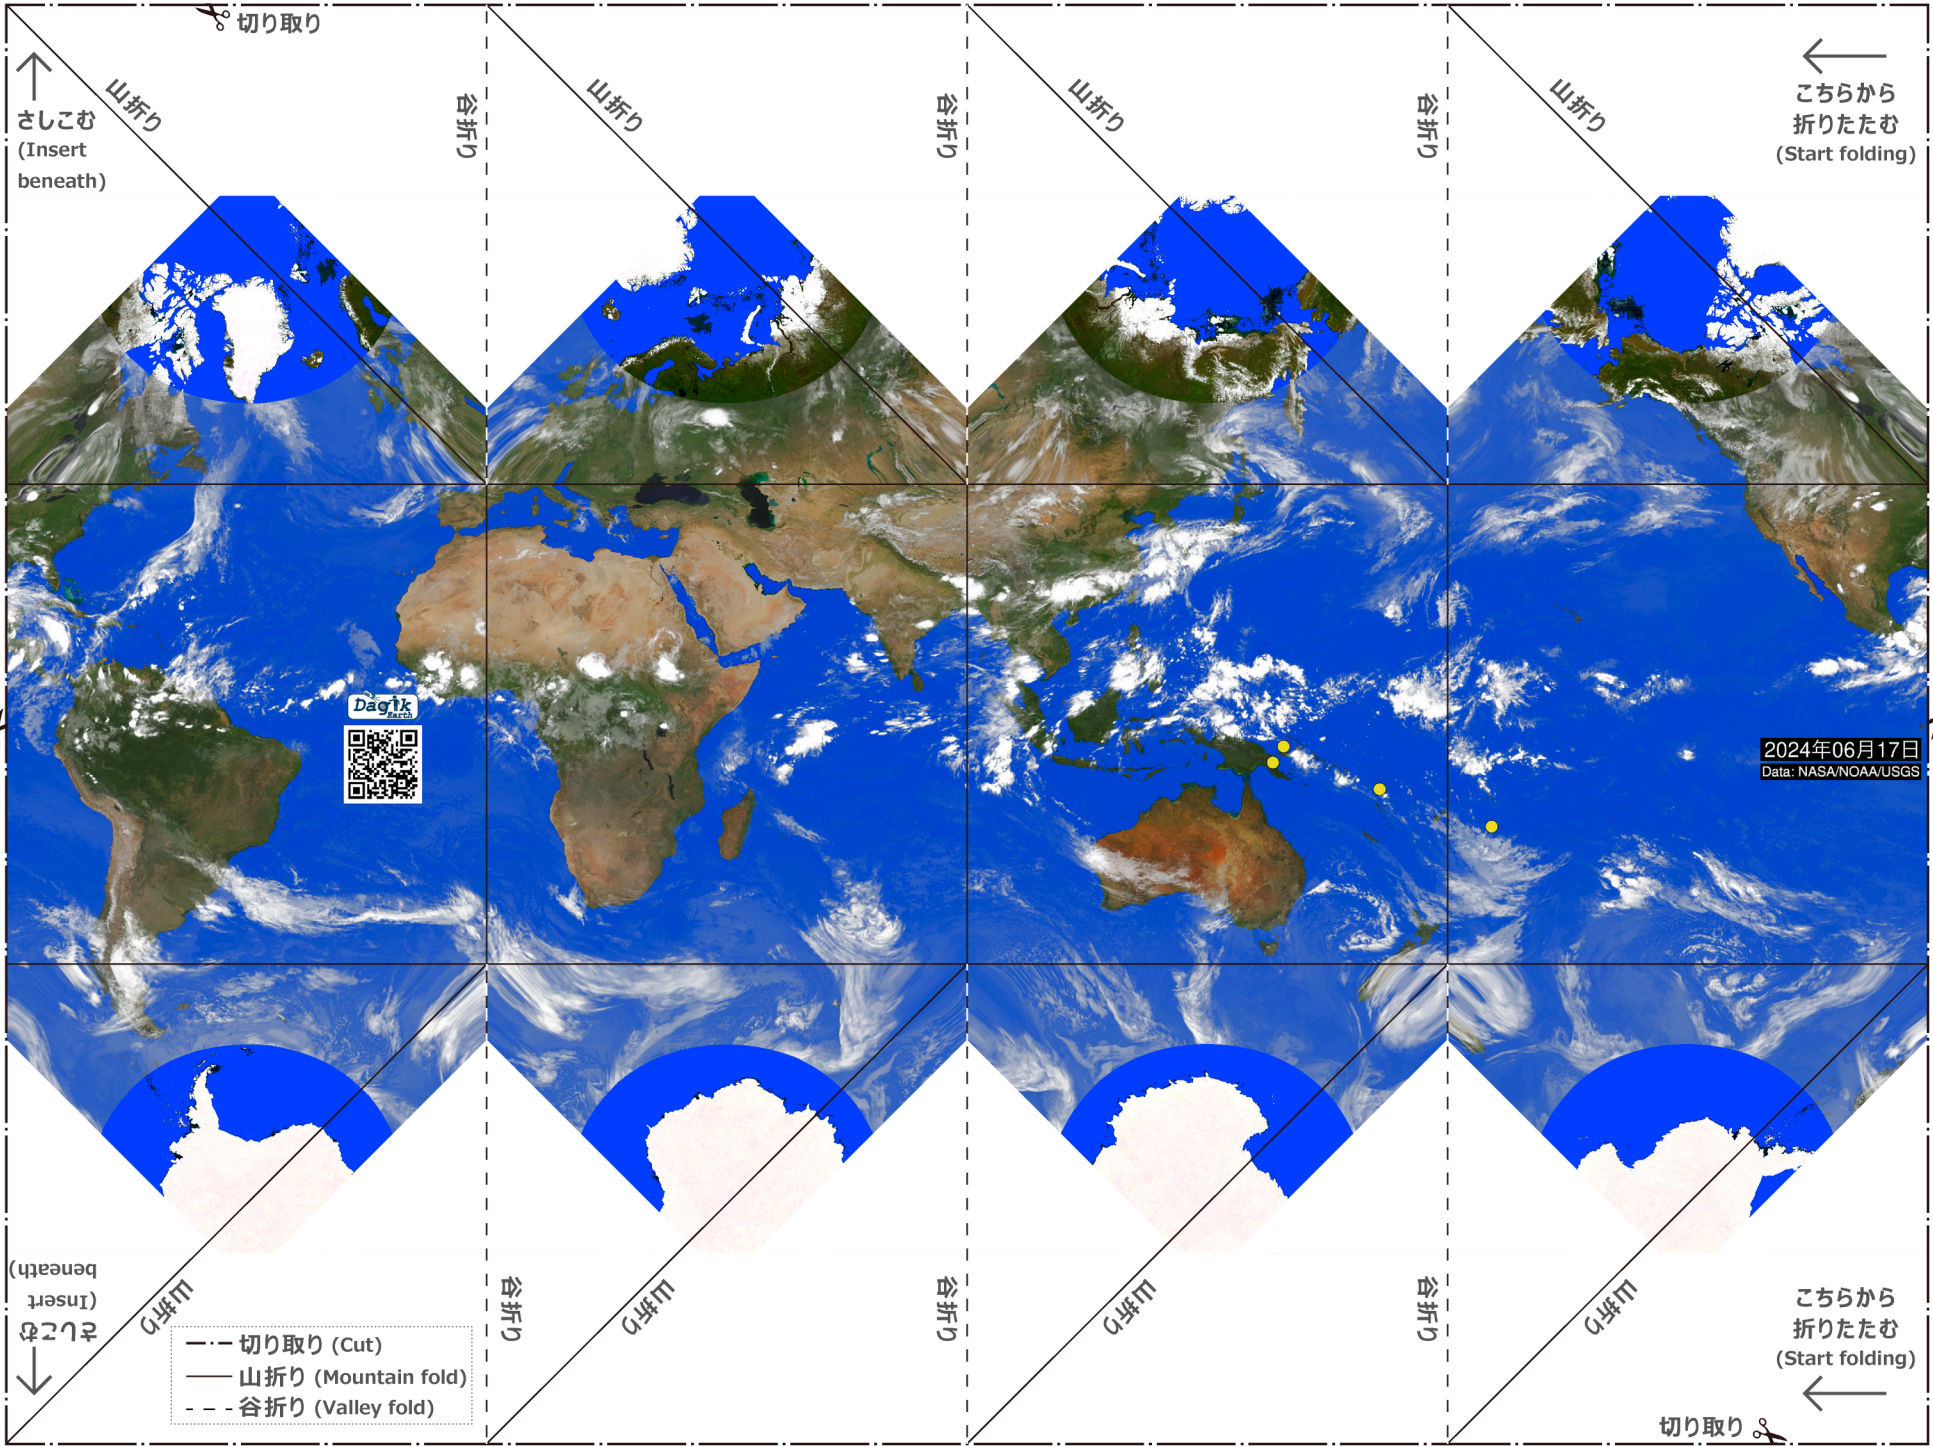 切り取り
山折り
谷折り
山折り
谷折り
山折り
谷折り
山折り
さしこむ
(Insert
beneath)
こちらから
折りたたむ
(Start folding)
Dagik
Earth
2024年06月17日
Data: NASA/NOAA/USGS
さしこむ
(Insert
beneath)
山折り
谷折り
山折り
谷折り
山折り
谷折り
山折り
切り取り (Cut)
山折り (Mountain fold)
谷折り (Valley fold)
こちらから
折りたたむ
(Start folding)
切り取り